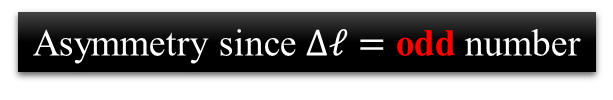 Asymmetry since Δℓ = odd number